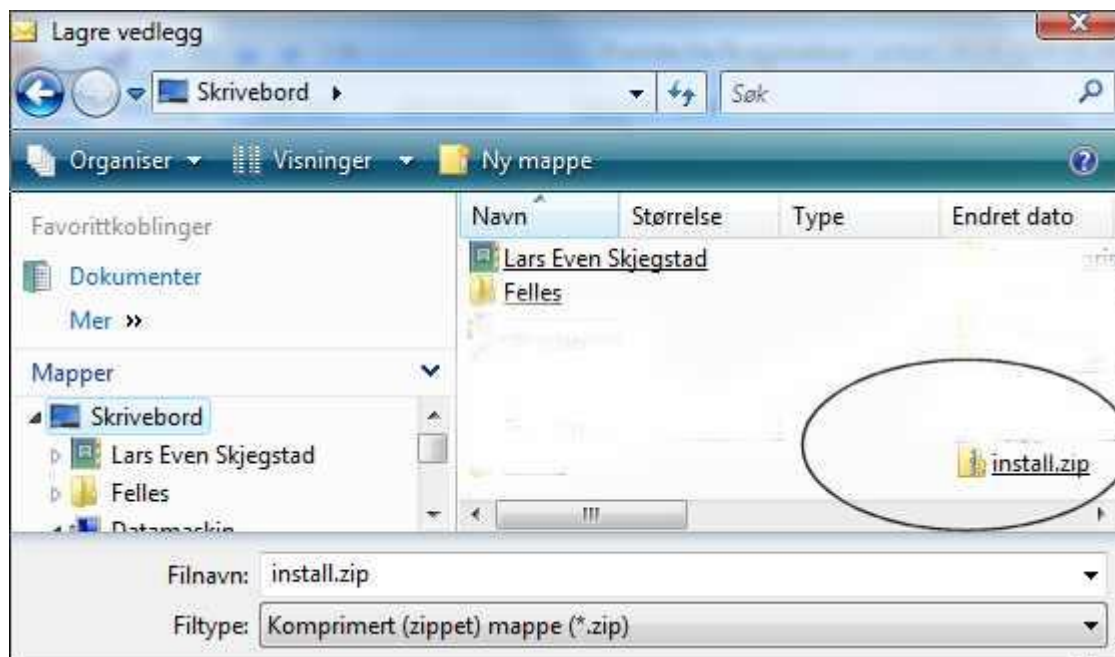 Lagre vedlegg
Skrivebord
Søk
Organiser Visninger Ny mappe
Favorittkoblinger
Dokumenter
Mer »
Mapper
Skrivebord
Lars Even Skjegstad
Felles
Datamaskin
Navn Størrelse Type Endret dato
Lars Even Skjegstad
Felles
install.zip
Filnavn: install.zip
Filtype: Komprimert (zippet) mappe (*.zip)